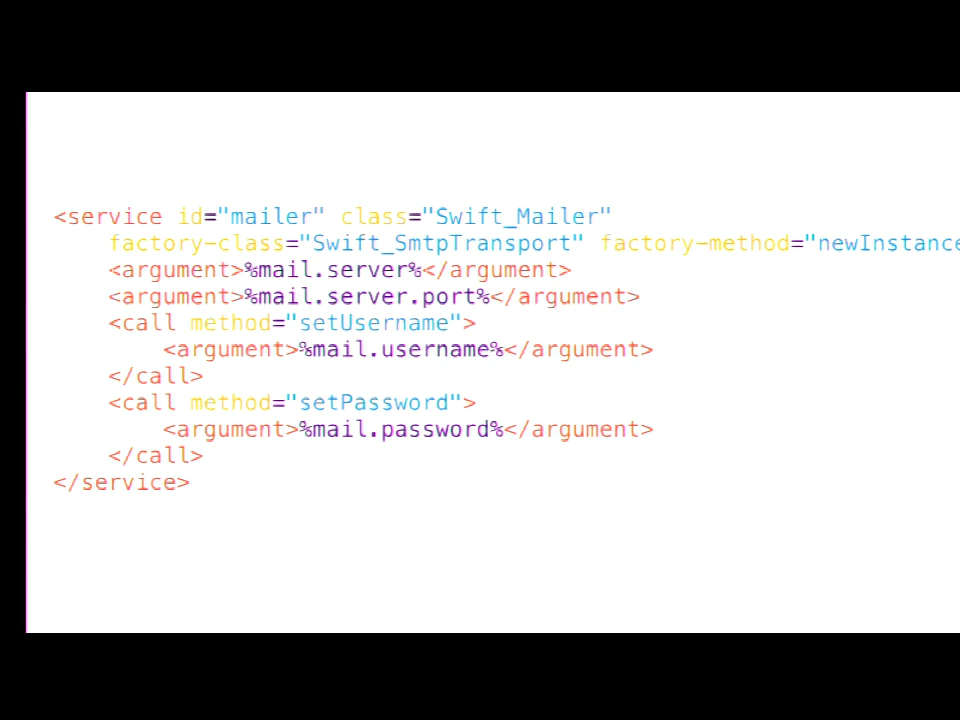 <service id="mailer" class="Swift_Mailer"
factory-class="Swift_SmtpTransport" factory-method="newInstance
<argument>%mail.server%</argument>
<argument>%mail.server.port%</argument>
<call method="setUsername">
<argument>%mail.username%</argument>
</call>
<call method="setPassword">
<argument>%mail.password%</argument>
</call>
</service>